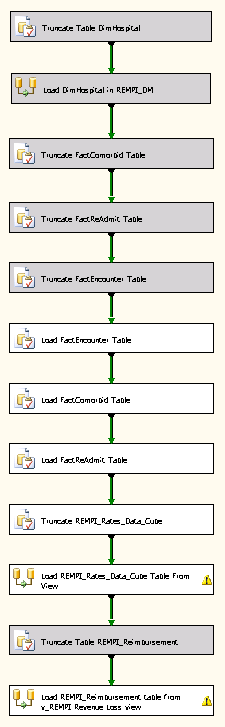 Truncate Table DimHospital
Load DimHospital in REMPI_DM
Truncate FactComorbid Table
Truncate FactReAdmit Table
Truncate FactEncounter Table
Load FactEncounter Table
Load FactComorbid Table
Load FactReAdmit Table
Truncate REMPI_Rates_Data_Cube
Load REMPI_Rates_Data_Cube Table From
View
Truncate Table REMPI_Reimbursement
Load REMPI_Reimbursement table from
v_REMPI Revenue Loss view